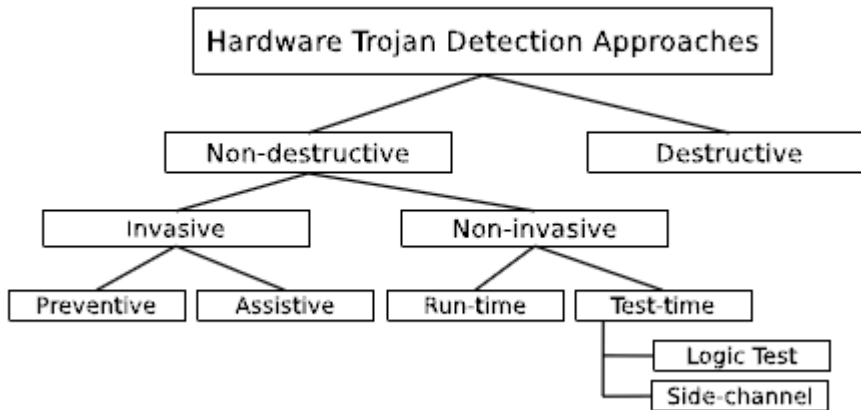 Hardware Trojan Detection Approaches
Non-destructive
Destructive
Invasive
Non-invasive
Preventive
Assistive
Run-time
Test-time
Logic Test
Side-channel